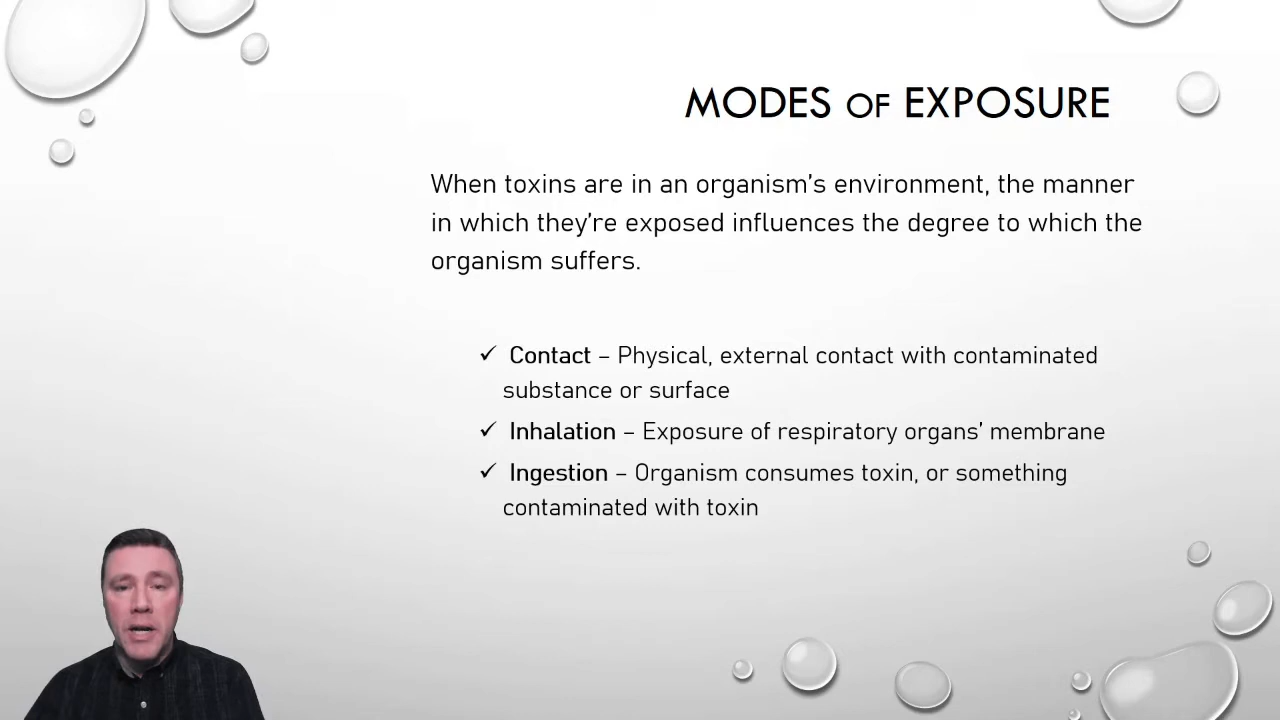 MODES OF EXPOSURE
When toxins are in an organism's environment, the manner
in which they're exposed influences the degree to which the
organism suffers.
✓ Contact – Physical, external contact with contaminated
substance or surface
✓ Inhalation – Exposure of respiratory organs' membrane
✓ Ingestion – Organism consumes toxin, or something
contaminated with toxin